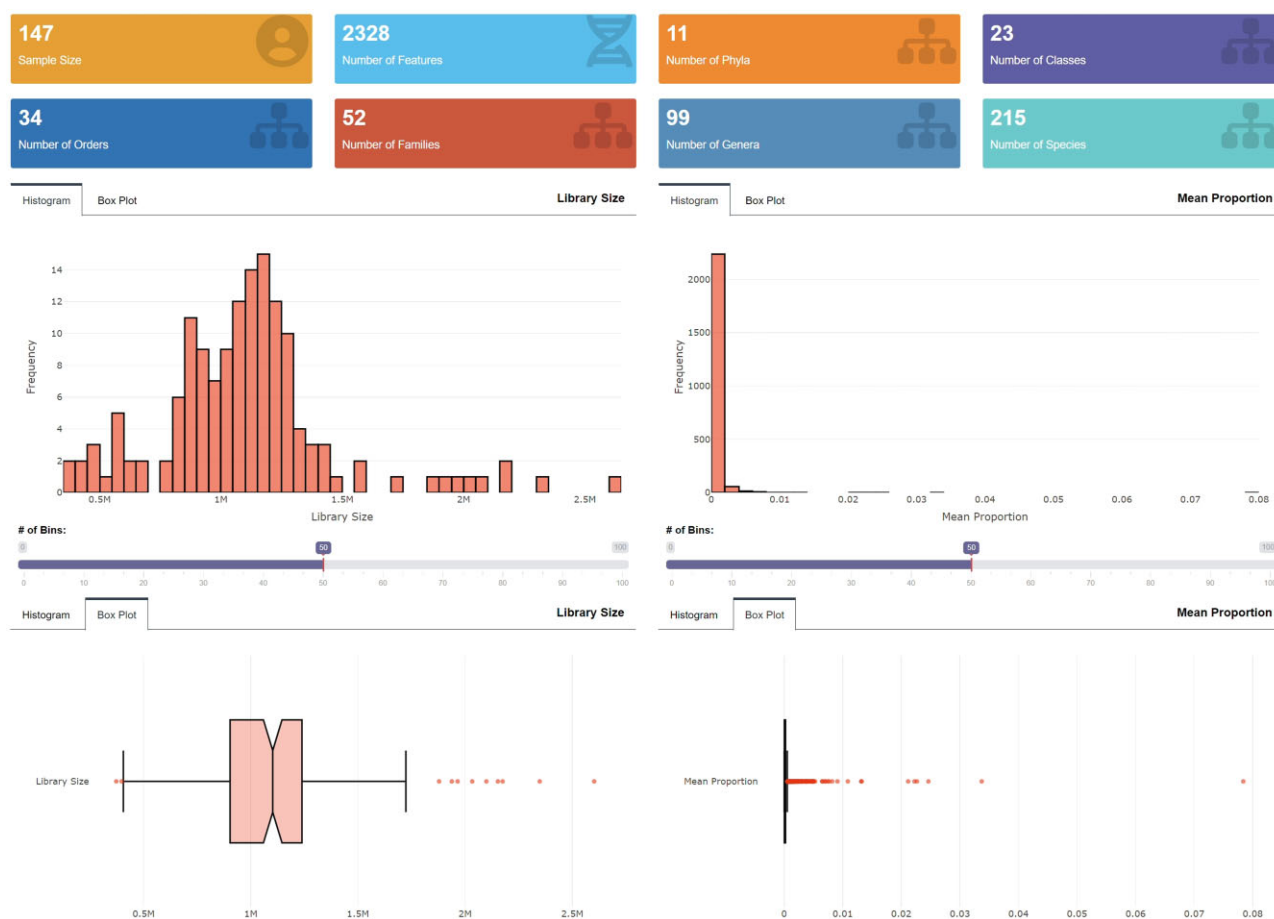 147
Sample Size
2328
Number of Features
11
Number of Phyla
23
Number of Classes
34
Number of Orders
52
Number of Families
99
Number of Genera
215
Number of Species
Histogram Box Plot Library Size
14
12
10
8
6
4
2
0
Frequency
0.5M 1M 1.5M 2M 2.5M
Library Size
# of Bins:
0 50 100
0 10 20 30 40 50 60 70 80 90 100
Histogram Box Plot Mean Proportion
2000
1500
1000
500
0
Frequency
0 0.01 0.02 0.03 0.04 0.05 0.06 0.07 0.08
Mean Proportion
# of Bins:
0 50 100
0 10 20 30 40 50 60 70 80 90 100
Histogram Box Plot Library Size
Library Size
0.5M 1M 1.5M 2M 2.5M
Histogram Box Plot Mean Proportion
Mean Proportion
0 0.01 0.02 0.03 0.04 0.05 0.06 0.07 0.08